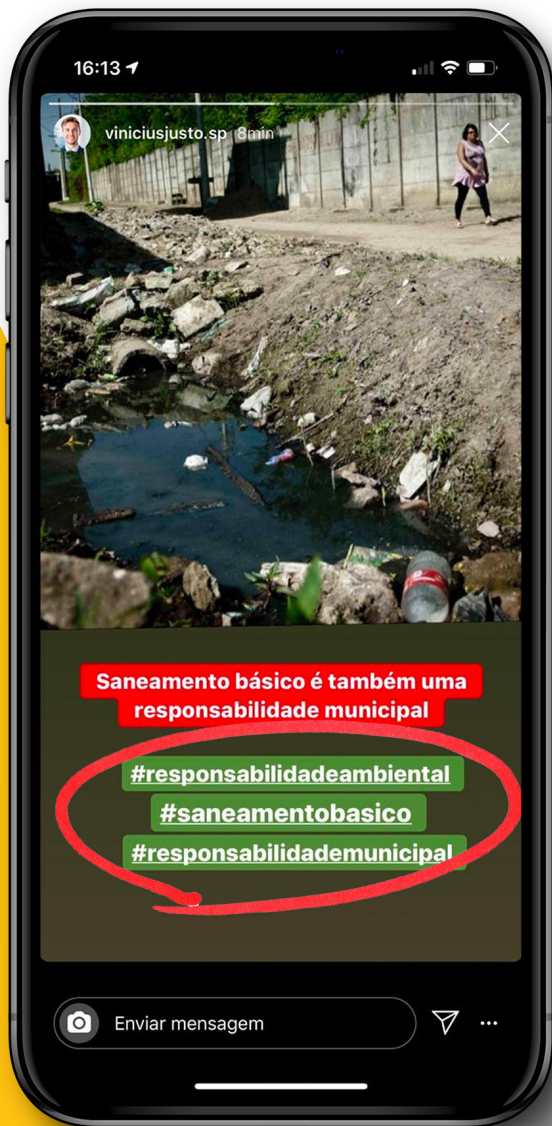 16:13
viniciusjusto.sp 8min
Saneamento básico é também uma
responsabilidade municipal
#responsabilidadeambiental
#saneamentobasico
#responsabilidademunicipal
Enviar mensagem